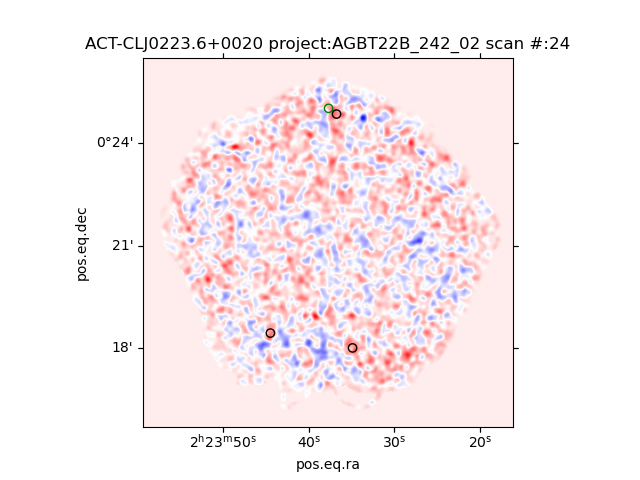 ACT-CLJ0223.6+0020 project:AGBT22B_242_02 scan #:24
pos.eq.dec
0°24'
21'
18'
2ʰ23ᵐ50ˢ 40ˢ 30ˢ 20ˢ
pos.eq.ra